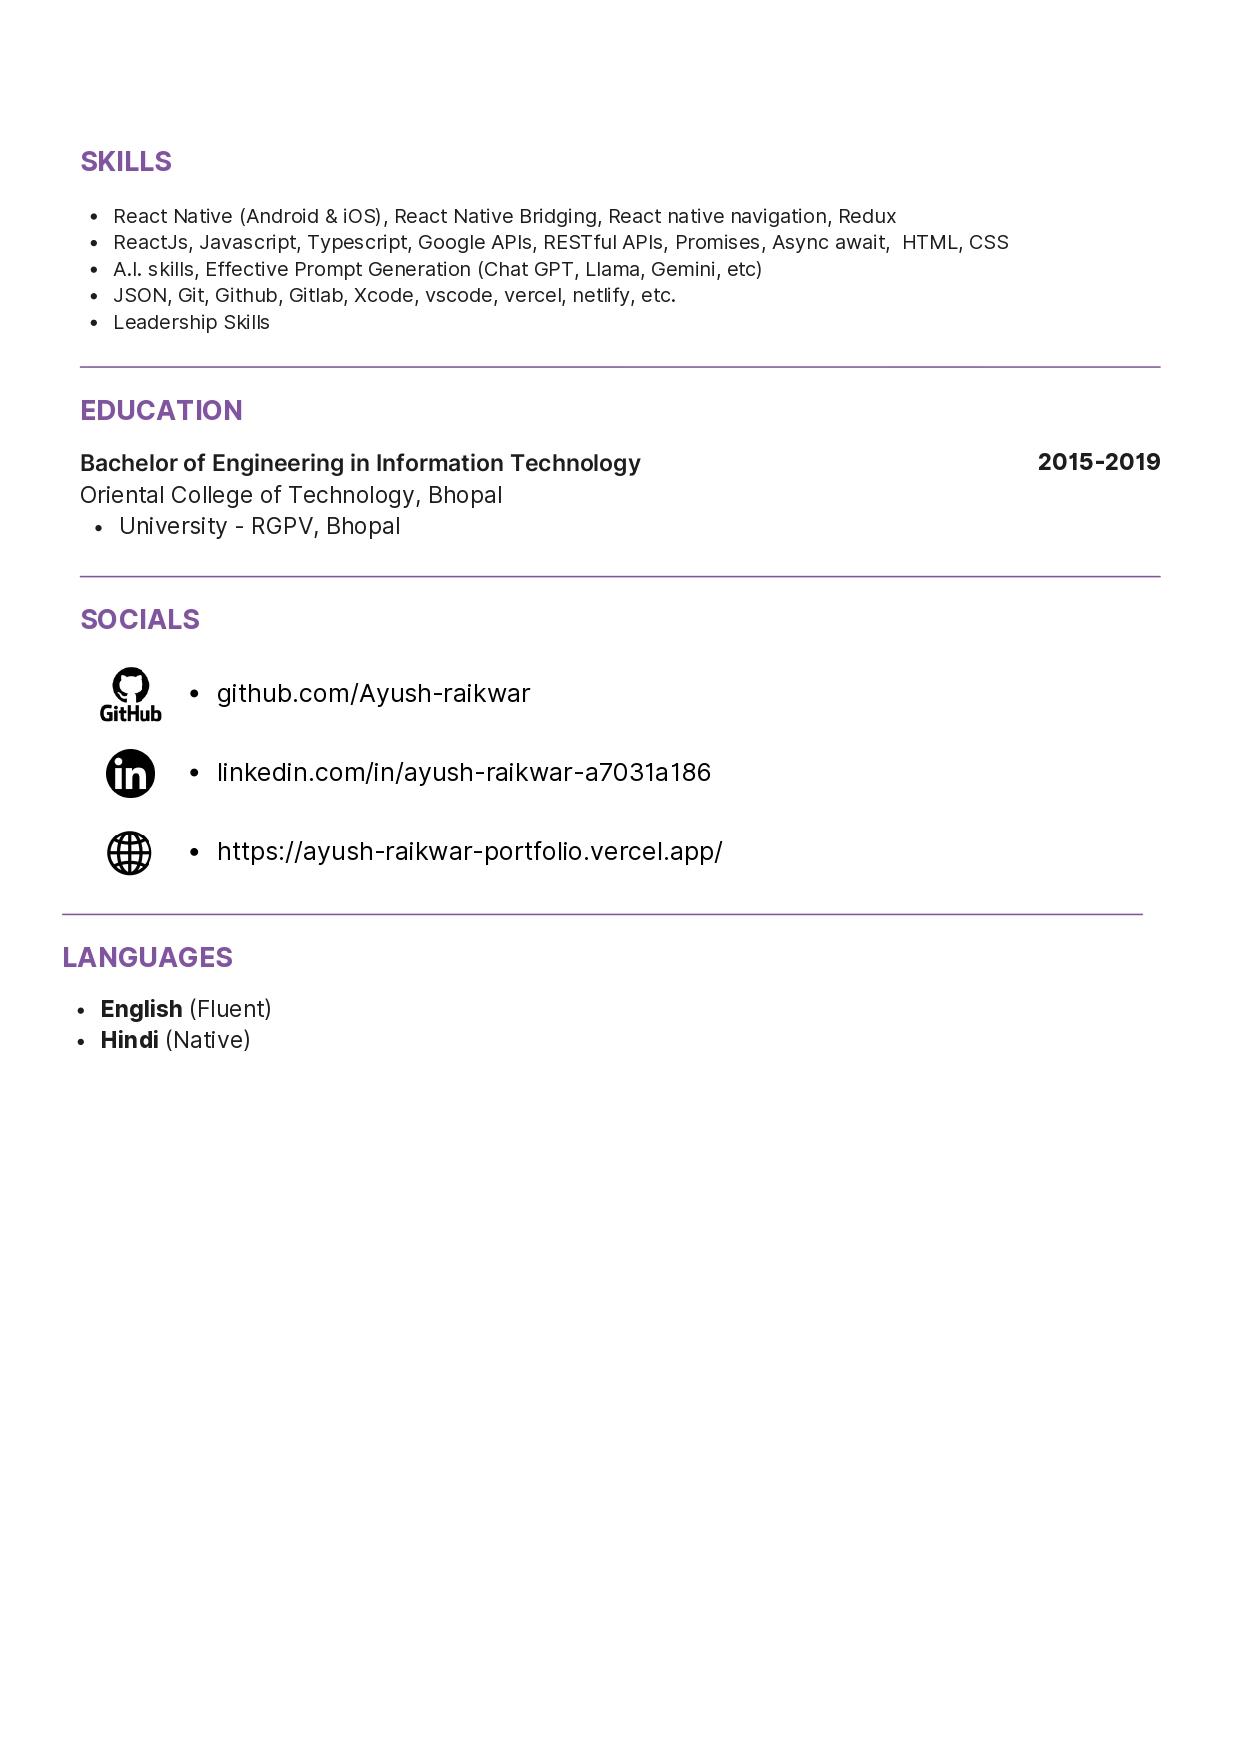 SKILLS
• React Native (Android & iOS), React Native Bridging, React native navigation, Redux
• ReactJs, Javascript, Typescript, Google APIs, RESTful APIs, Promises, Async await,  HTML, CSS
• A.I. skills, Effective Prompt Generation (Chat GPT, Llama, Gemini, etc)
• JSON, Git, Github, Gitlab, Xcode, vscode, vercel, netlify, etc.
• Leadership Skills
EDUCATION
Bachelor of Engineering in Information Technology 2015-2019
Oriental College of Technology, Bhopal
• University - RGPV, Bhopal
SOCIALS
GitHub • github.com/Ayush-raikwar
in • linkedin.com/in/ayush-raikwar-a7031a186
• https://ayush-raikwar-portfolio.vercel.app/
LANGUAGES
• English (Fluent)
• Hindi (Native)